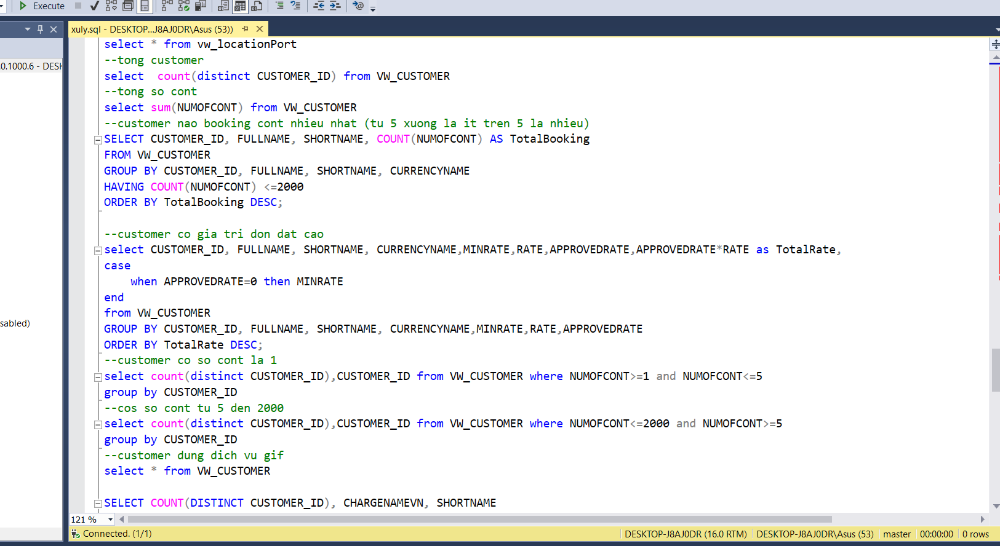 Execute
xuly.sql - DESKTOP...J8AJ0DR\Asus (53))
select * from vw_locationPort
0.1000.6 - DESK
--tong customer
select  count(distinct CUSTOMER_ID) from VW_CUSTOMER
--tong so cont
select sum(NUMOFCONT) from VW_CUSTOMER
--customer nao booking cont nhieu nhat (tu 5 xuong la it tren 5 la nhieu)
SELECT CUSTOMER_ID, FULLNAME, SHORTNAME, COUNT(NUMOFCONT) AS TotalBooking
FROM VW_CUSTOMER
GROUP BY CUSTOMER_ID, FULLNAME, SHORTNAME, CURRENCYNAME
HAVING COUNT(NUMOFCONT) <=2000
ORDER BY TotalBooking DESC;
--customer co gia tri don dat cao
select CUSTOMER_ID, FULLNAME, SHORTNAME, CURRENCYNAME,MINRATE,RATE,APPROVEDRATE,APPROVEDRATE*RATE as TotalRate,
case
    when APPROVEDRATE=0 then MINRATE
end
from VW_CUSTOMER
sabled)
GROUP BY CUSTOMER_ID, FULLNAME, SHORTNAME, CURRENCYNAME,MINRATE,RATE,APPROVEDRATE
ORDER BY TotalRate DESC;
--customer co so cont la 1
select count(distinct CUSTOMER_ID),CUSTOMER_ID from VW_CUSTOMER where NUMOFCONT>=1 and NUMOFCONT<=5
group by CUSTOMER_ID
--cos so cont tu 5 den 2000
select count(distinct CUSTOMER_ID),CUSTOMER_ID from VW_CUSTOMER where NUMOFCONT<=2000 and NUMOFCONT>=5
group by CUSTOMER_ID
--customer dung dich vu gif
select * from VW_CUSTOMER
SELECT COUNT(DISTINCT CUSTOMER_ID), CHARGENAMEVN, SHORTNAME
121 %
Connected. (1/1)
DESKTOP-J8AJ0DR (16.0 RTM)
DESKTOP-J8AJ0DR\Asus (53)
master
00:00:00
0 rows